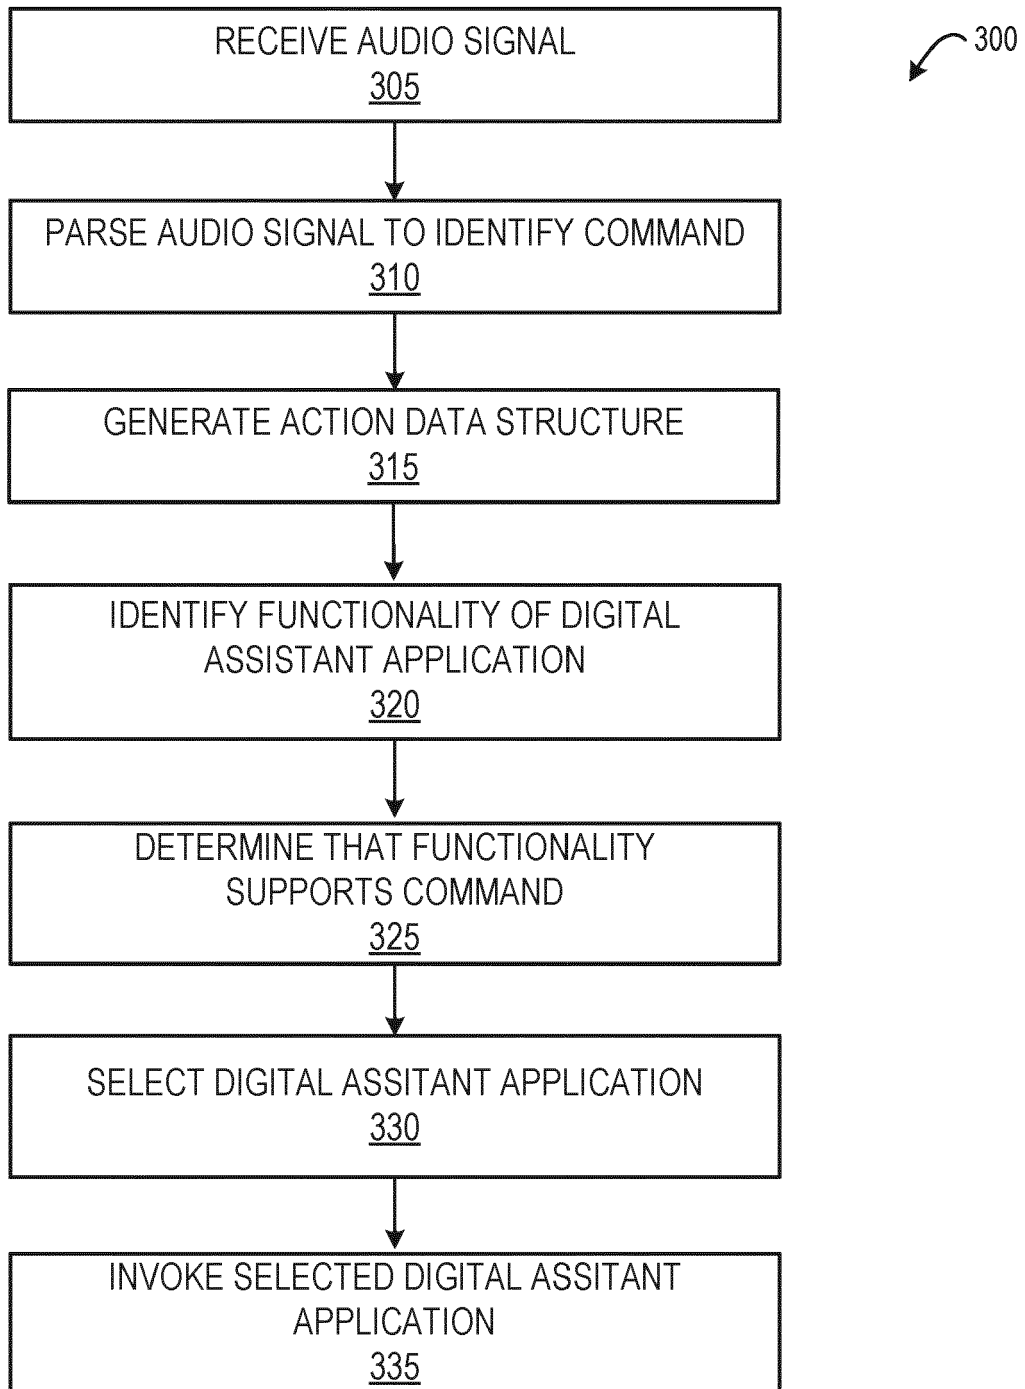 RECEIVE AUDIO SIGNAL
305
300
PARSE AUDIO SIGNAL TO IDENTIFY COMMAND
310
GENERATE ACTION DATA STRUCTURE
315
IDENTIFY FUNCTIONALITY OF DIGITAL
ASSISTANT APPLICATION
320
DETERMINE THAT FUNCTIONALITY
SUPPORTS COMMAND
325
SELECT DIGITAL ASSITANT APPLICATION
330
INVOKE SELECTED DIGITAL ASSITANT
APPLICATION
335